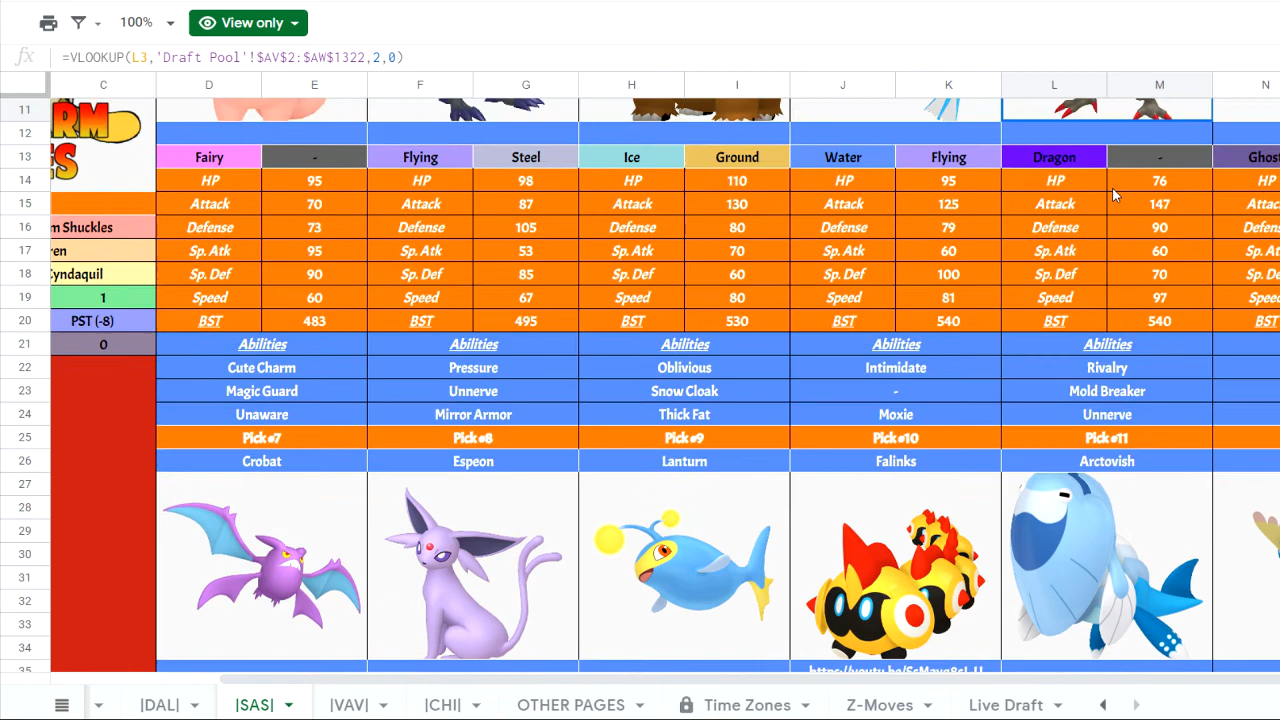 100% View only
fx =VLOOKUP(L3,'Draft Pool'!$AV$2:$AW$1322,2,0)
C D E F G H I J K L M N
11
12
13 Fairy - Flying Steel Ice Ground Water Flying Dragon - Ghost
14 HP 95 HP 98 HP 110 HP 95 HP 76 HP
15 Attack 70 Attack 87 Attack 130 Attack 125 Attack 147
16 m Shuckles Defense 73 Defense 105 Defense 80 Defense 79 Defense 90
17 ren Sp. Atk 95 Sp. Atk 53 Sp. Atk 70 Sp. Atk 60 Sp. Atk 60
18 Cyndaquil Sp. Def 90 Sp. Def 85 Sp. Def 60 Sp. Def 100 Sp. Def 70
19 1 Speed 60 Speed 67 Speed 80 Speed 81 Speed 97
20 PST (-8) BST 483 BST 495 BST 530 BST 540 BST 540 BST
21 0 Abilities Abilities Abilities Abilities Abilities
22 Cute Charm Pressure Oblivious Intimidate Rivalry
23 Magic Guard Unnerve Snow Cloak - Mold Breaker
24 Unaware Mirror Armor Thick Fat Moxie Unnerve
25 Pick #7 Pick #8 Pick #9 Pick #10 Pick #11
26 Crobat Espeon Lanturn Falinks Arctovish
27
28
29
30
31
32
33
34
35
|DAL| |SAS| |VAV| |CHI| OTHER PAGES Time Zones Z-Moves Live Draft